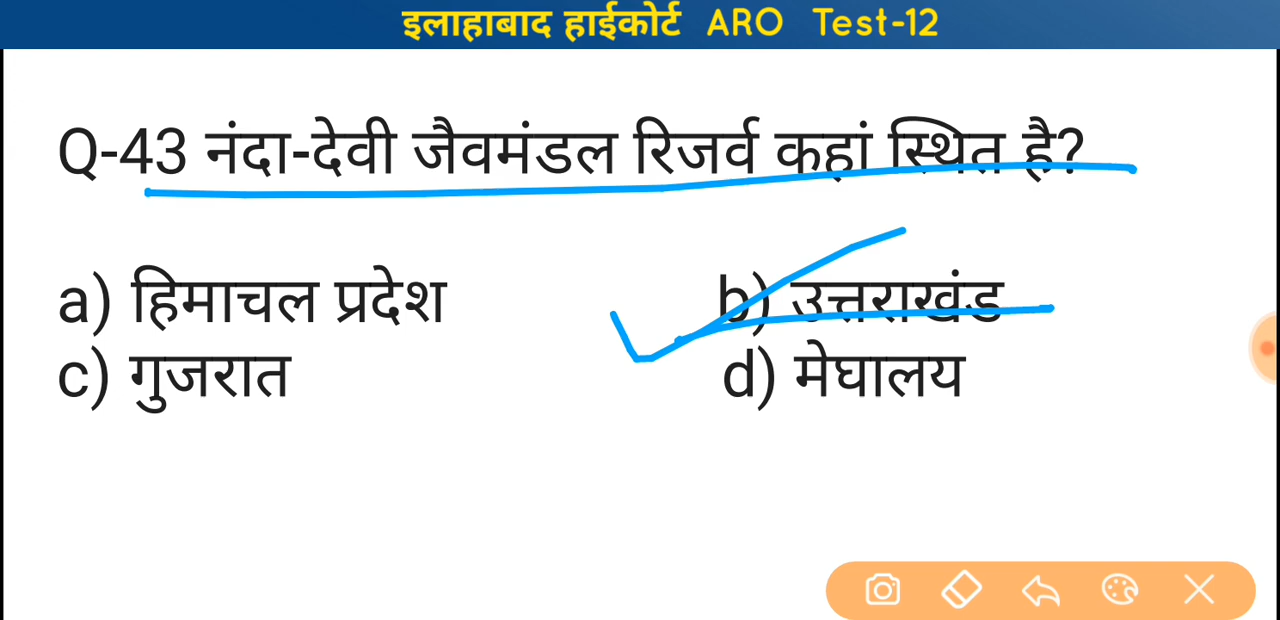 इलाहाबाद हाईकोर्ट ARO Test-12
Q-43 नंदा-देवी जैवमंडल रिजर्व कहां स्थित है?
a) हिमाचल प्रदेश b) उत्तराखंड
c) गुजरात d) मेघालय